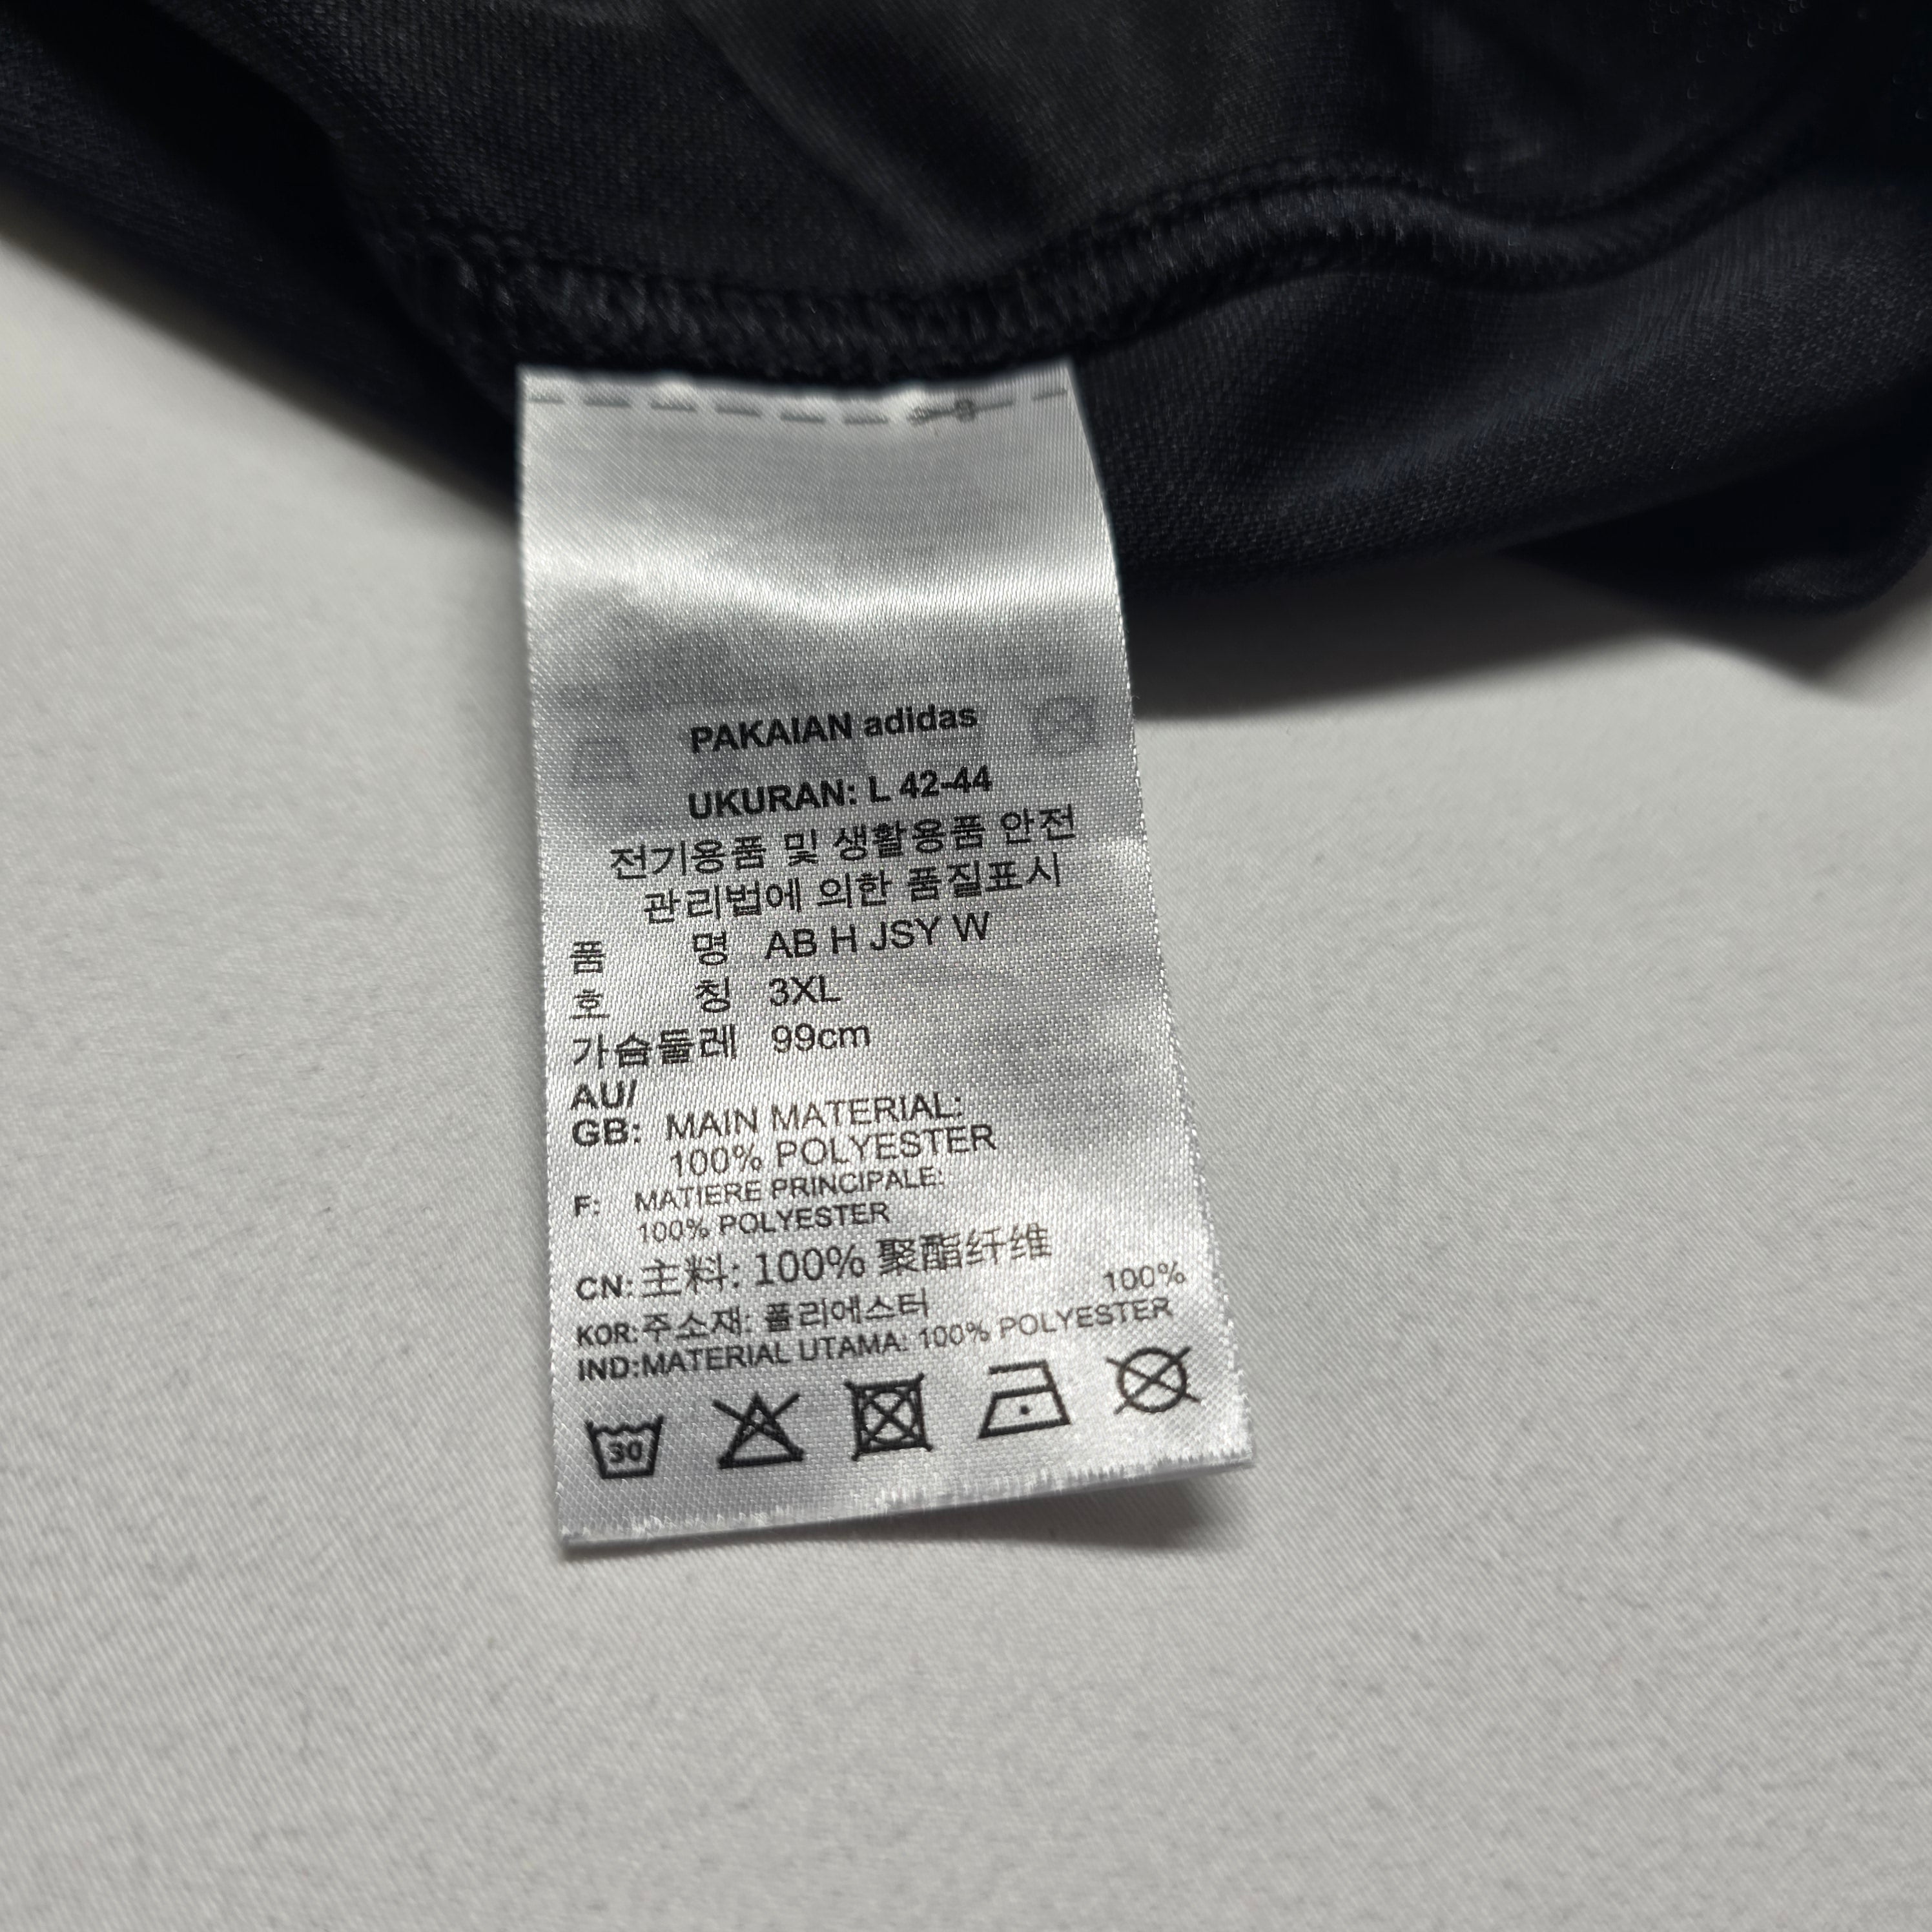 PAKAIAN adidas
UKURAN: L 42-44
전기용품 및 생활용품 안전
관리법에 의한 품질표시
품 명 AB H JSY W
호 칭 3XL
가슴둘레 99cm
AU/
GB: MAIN MATERIAL:
100% POLYESTER
F: MATIERE PRINCIPALE:
100% POLYESTER
CN: 主料: 100% 聚酯纤维
KOR: 주소재: 폴리에스터 100%
IND: MATERIAL UTAMA: 100% POLYESTER
30